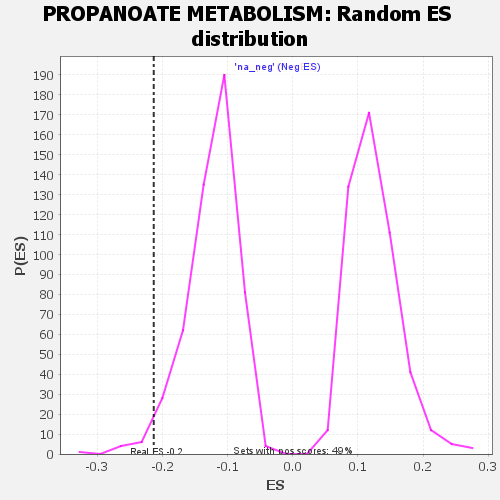 PROPANOATE METABOLISM: Random ES
distribution
'na_neg' (Neg ES)
190
180
170
160
150
140
130
120
110
100
90
80
70
60
50
40
30
20
10
0
P(ES)
Real ES -0.2
Sets with pos scores: 49%
-0.3 -0.2 -0.1 0.0 0.1 0.2 0.3
ES